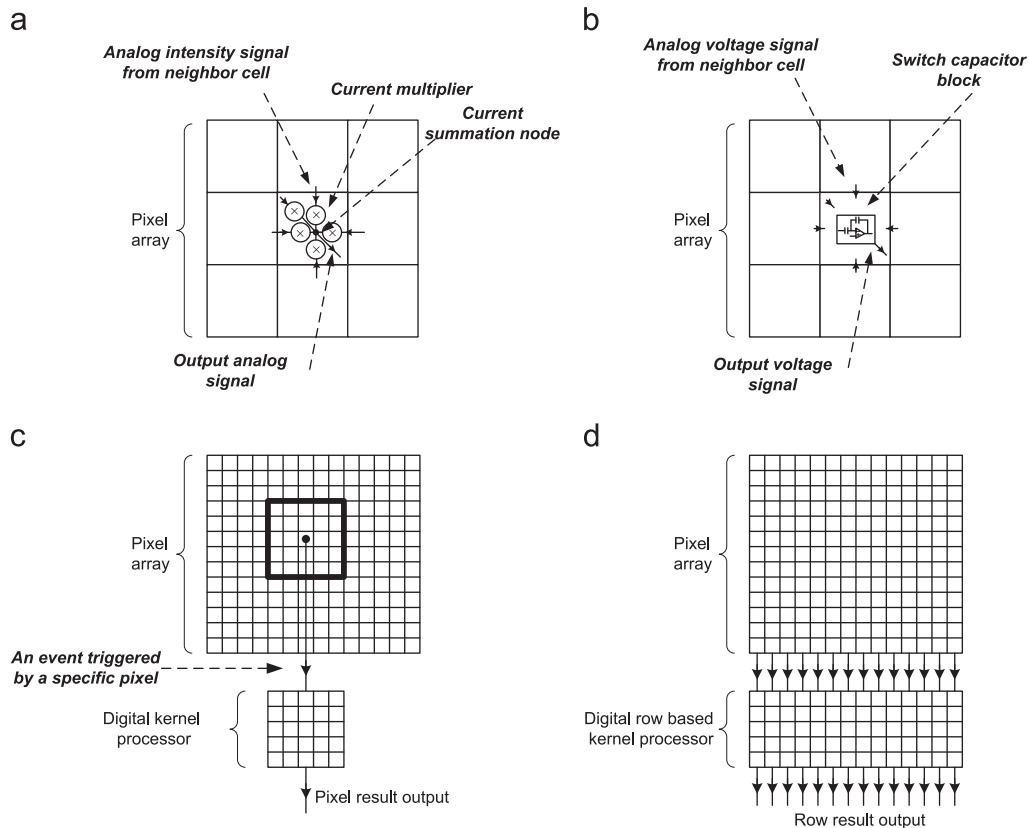 a
Analog intensity signal
from neighbor cell
Current multiplier
Current
summation node
Pixel
array
Output analog
signal
b
Analog voltage signal
from neighbor cell
Switch capacitor
block
Pixel
array
Output voltage
signal
c
Pixel
array
An event triggered
by a specific pixel
Digital kernel
processor
Pixel result output
d
Pixel
array
Digital row based
kernel processor
Row result output